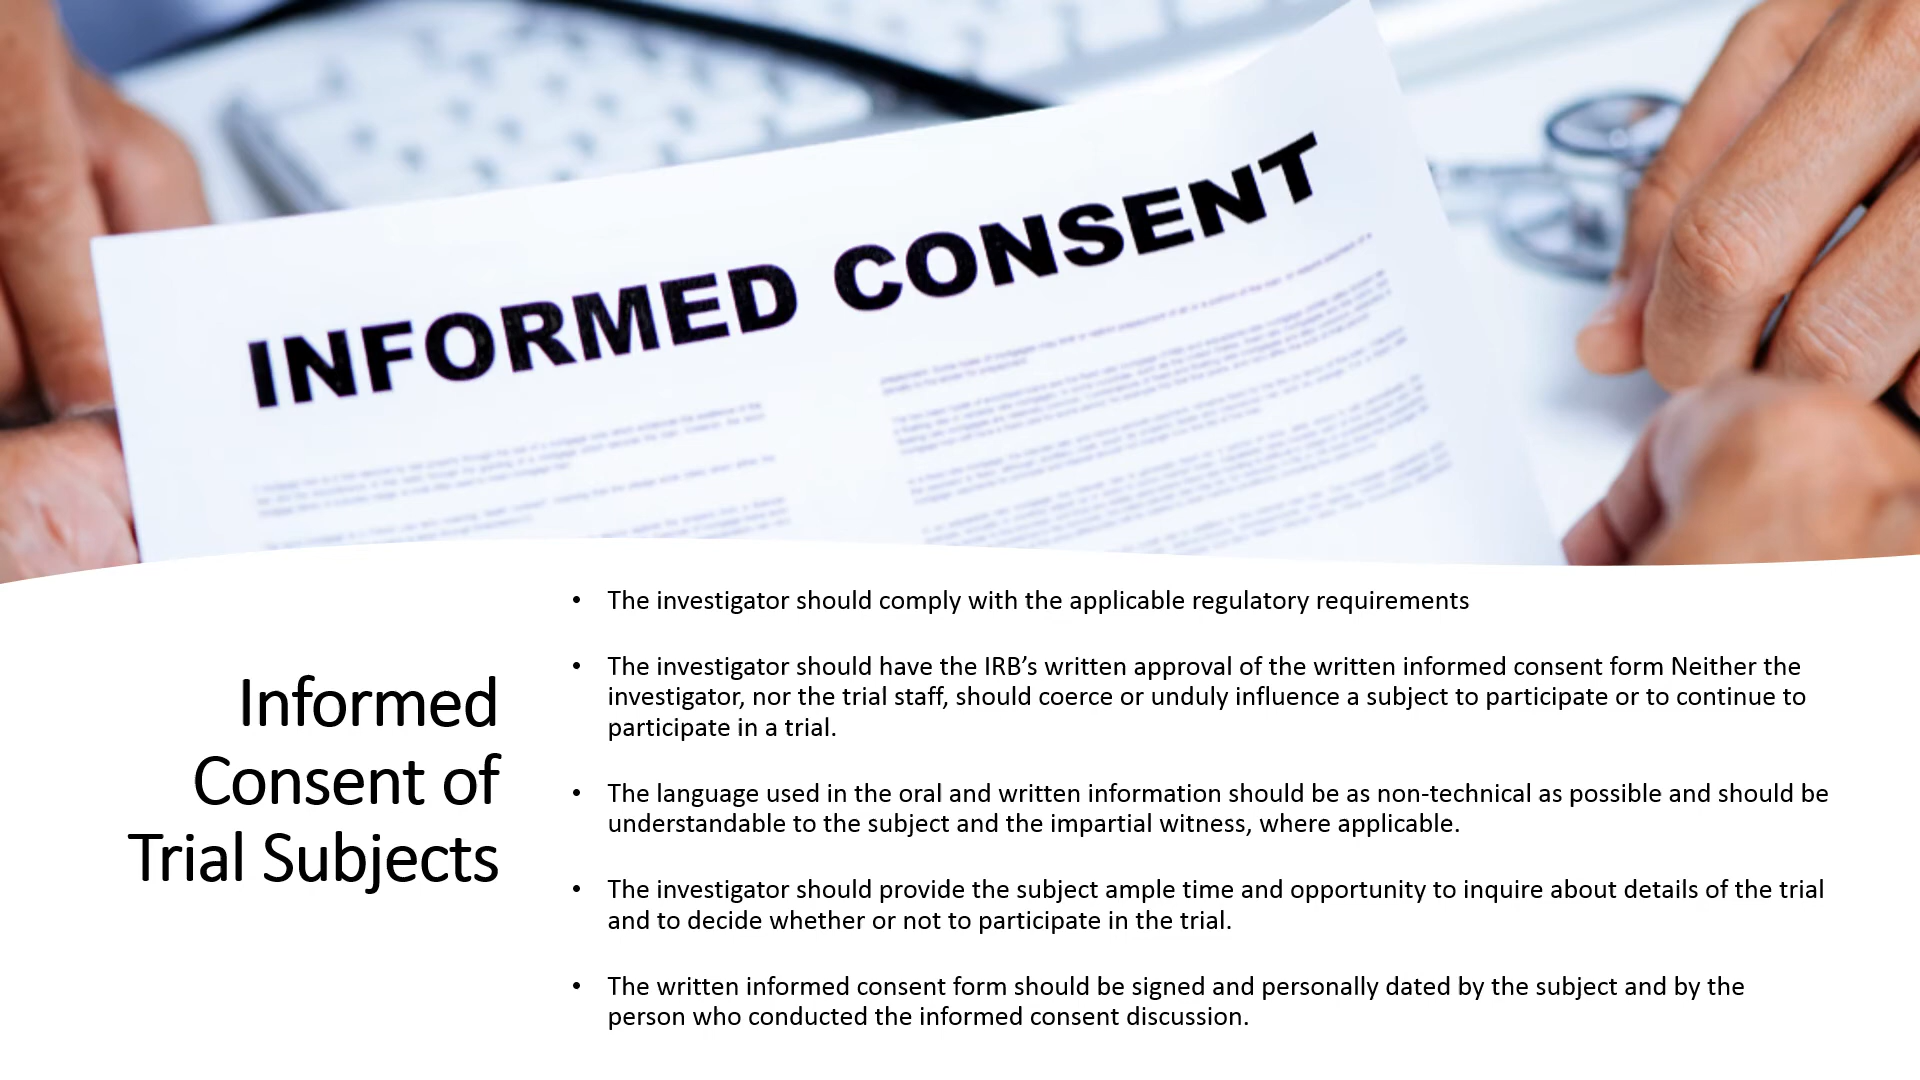 INFORMED CONSENT
Informed
Consent of
Trial Subjects
• The investigator should comply with the applicable regulatory requirements
• The investigator should have the IRB’s written approval of the written informed consent form Neither the
investigator, nor the trial staff, should coerce or unduly influence a subject to participate or to continue to
participate in a trial.
• The language used in the oral and written information should be as non-technical as possible and should be
understandable to the subject and the impartial witness, where applicable.
• The investigator should provide the subject ample time and opportunity to inquire about details of the trial
and to decide whether or not to participate in the trial.
• The written informed consent form should be signed and personally dated by the subject and by the
person who conducted the informed consent discussion.